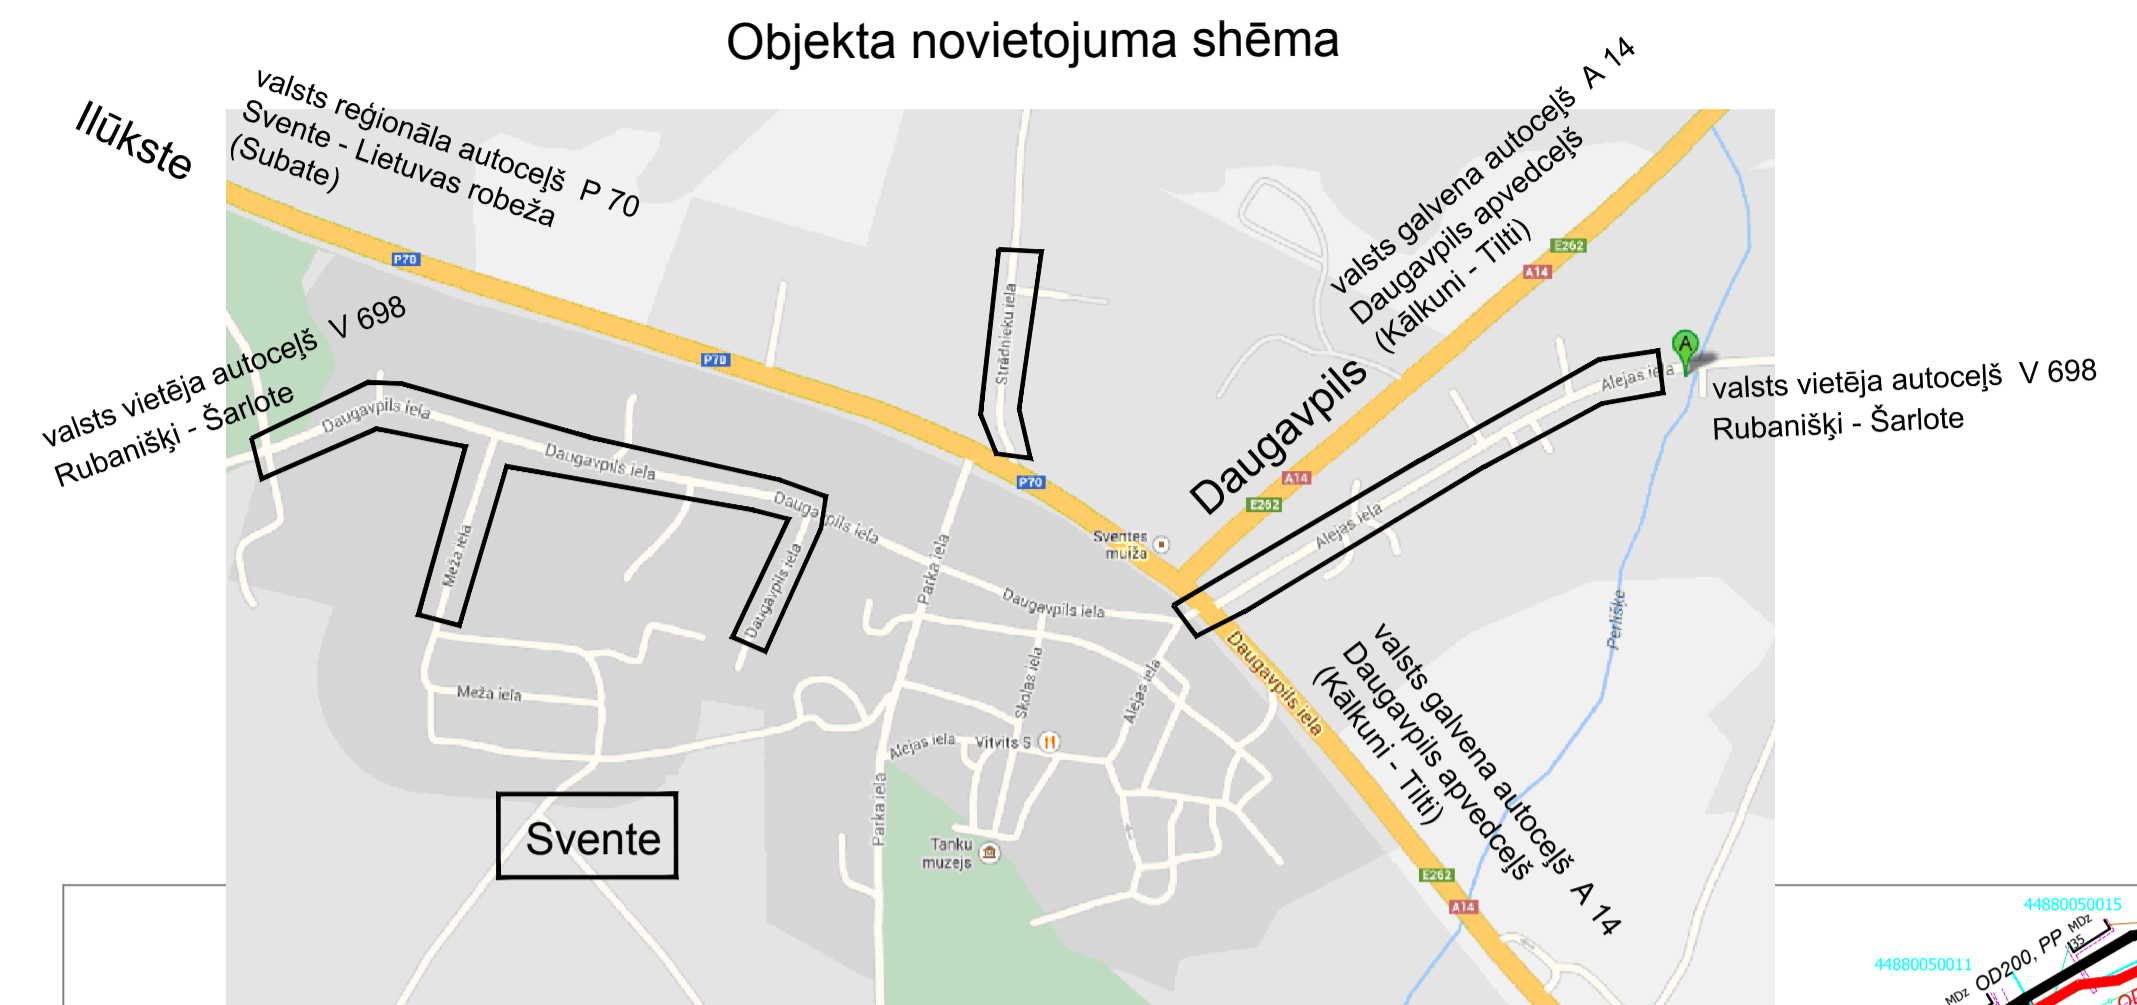 Objekta novietojuma shēma
Ilūkste
valsts reģionāla autoceļš P 70
Svente - Lietuvas robeža
(Subate)
valsts galvena autoceļš A 14
Daugavpils apvedceļš
(Kālkuni - Tilti)
P70
E262
A14
valsts vietēja autoceļš V 698
Rubanišķi - Šarlote
Strādnieku iela
P70
A
Alejas iela
valsts vietēja autoceļš V 698
Rubanišķi - Šarlote
Daugavpils
Daugavpils iela
Daugavpils iela
Daugavpils iela
P70
A14
E262
Alejas iela
Sventes
muiža
Meža iela
Daugavpils iela
Parka iela
Daugavpils iela
Perlišķe
Daugavpils iela
valsts galvena autoceļš A 14
Daugavpils apvedceļš
(Kālkuni - Tilti)
Meža iela
Skolas iela
Alejas iela
Alejas iela
Vitvits S
Parka iela
Svente
Tanku
muzejs
E262
A14
44880050015
MDz
35
OD200, PP
44880050011
MDz